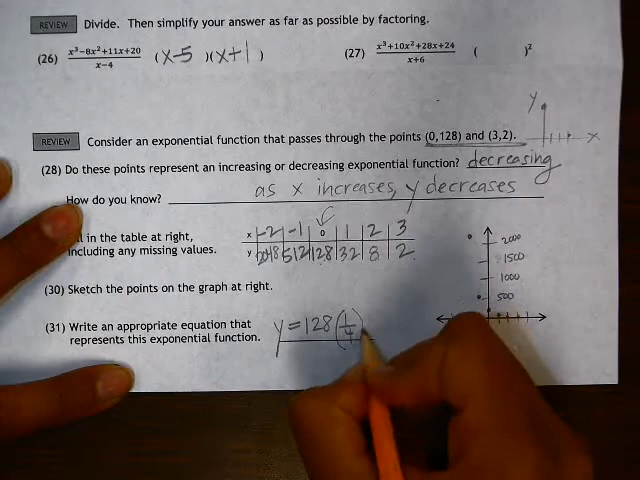 REVIEW Divide. Then simplify your answer as far as possible by factoring.
(26) x³−8x²+11x+20 / x−4 (x−5)(x+1)
(27) x³+10x²+28x+24 / x+6 ( )²
y
x
REVIEW Consider an exponential function that passes through the points (0,128) and (3,2).
(28) Do these points represent an increasing or decreasing exponential function? decreasing
How do you know? as x increases, y decreases
in the table at right,
including any missing values.
x -2 -1 0 1 2 3
y 2048 512 128 32 8 2
2000
1500
1000
500
(30) Sketch the points on the graph at right.
(31) Write an appropriate equation that
represents this exponential function.
y = 128(1/4)